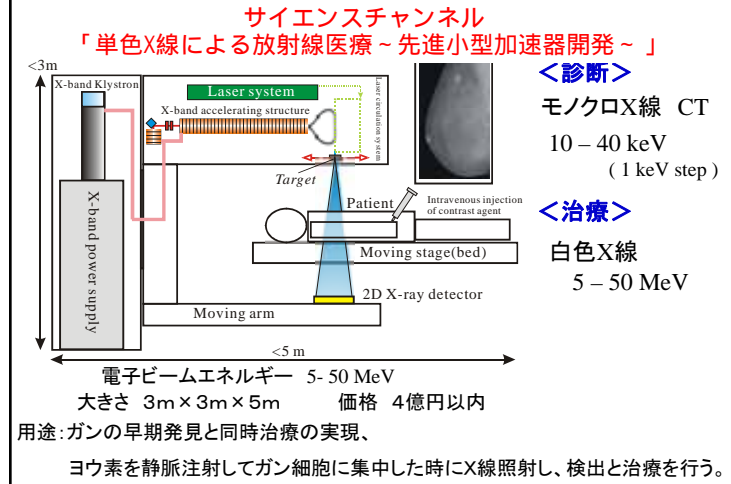 サイエンスチャンネル
「単色X線による放射線医療~先進小型加速器開発~」
<3m
X-band Klystron
Laser system
X-band accelerating structure
Laser circulation system
Target
X-band power supply
Patient
Intravenous injection
of contrast agent
Moving stage(bed)
2D X-ray detector
Moving arm
<5 m
<診断>
モノクロX線 CT
10 – 40 keV
( 1 keV step )
<治療>
白色X線
5 – 50 MeV
電子ビームエネルギー 5- 50 MeV
大きさ 3m×3m×5m 価格 4億円以内
用途:ガンの早期発見と同時治療の実現、
ヨウ素を静脈注射してガン細胞に集中した時にX線照射し、検出と治療を行う。